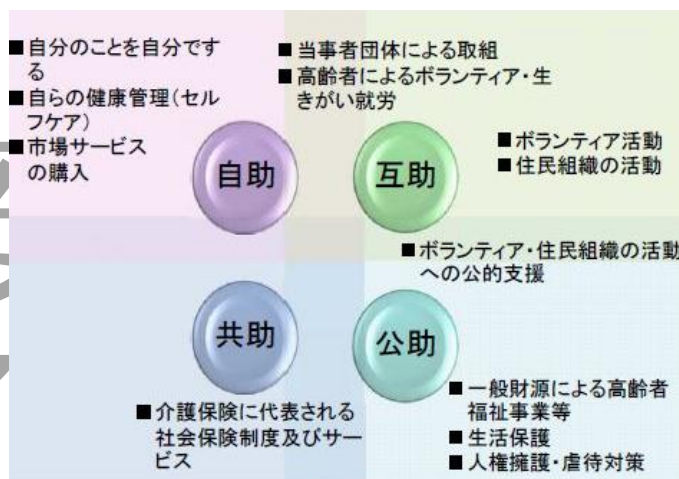 ■自分のことを自分です
る
■自らの健康管理(セル
フケア)
■市場サービス
の購入
■当事者団体による取組
■高齢者によるボランティア・生
きがい就労
■ボランティア活動
■住民組織の活動
自助
互助
■ボランティア・住民組織の活動
への公的支援
共助
公助
■介護保険に代表される
社会保険制度及びサー
ビス
■一般財源による高齢者
福祉事業等
■生活保護
■人権擁護・虐待対策